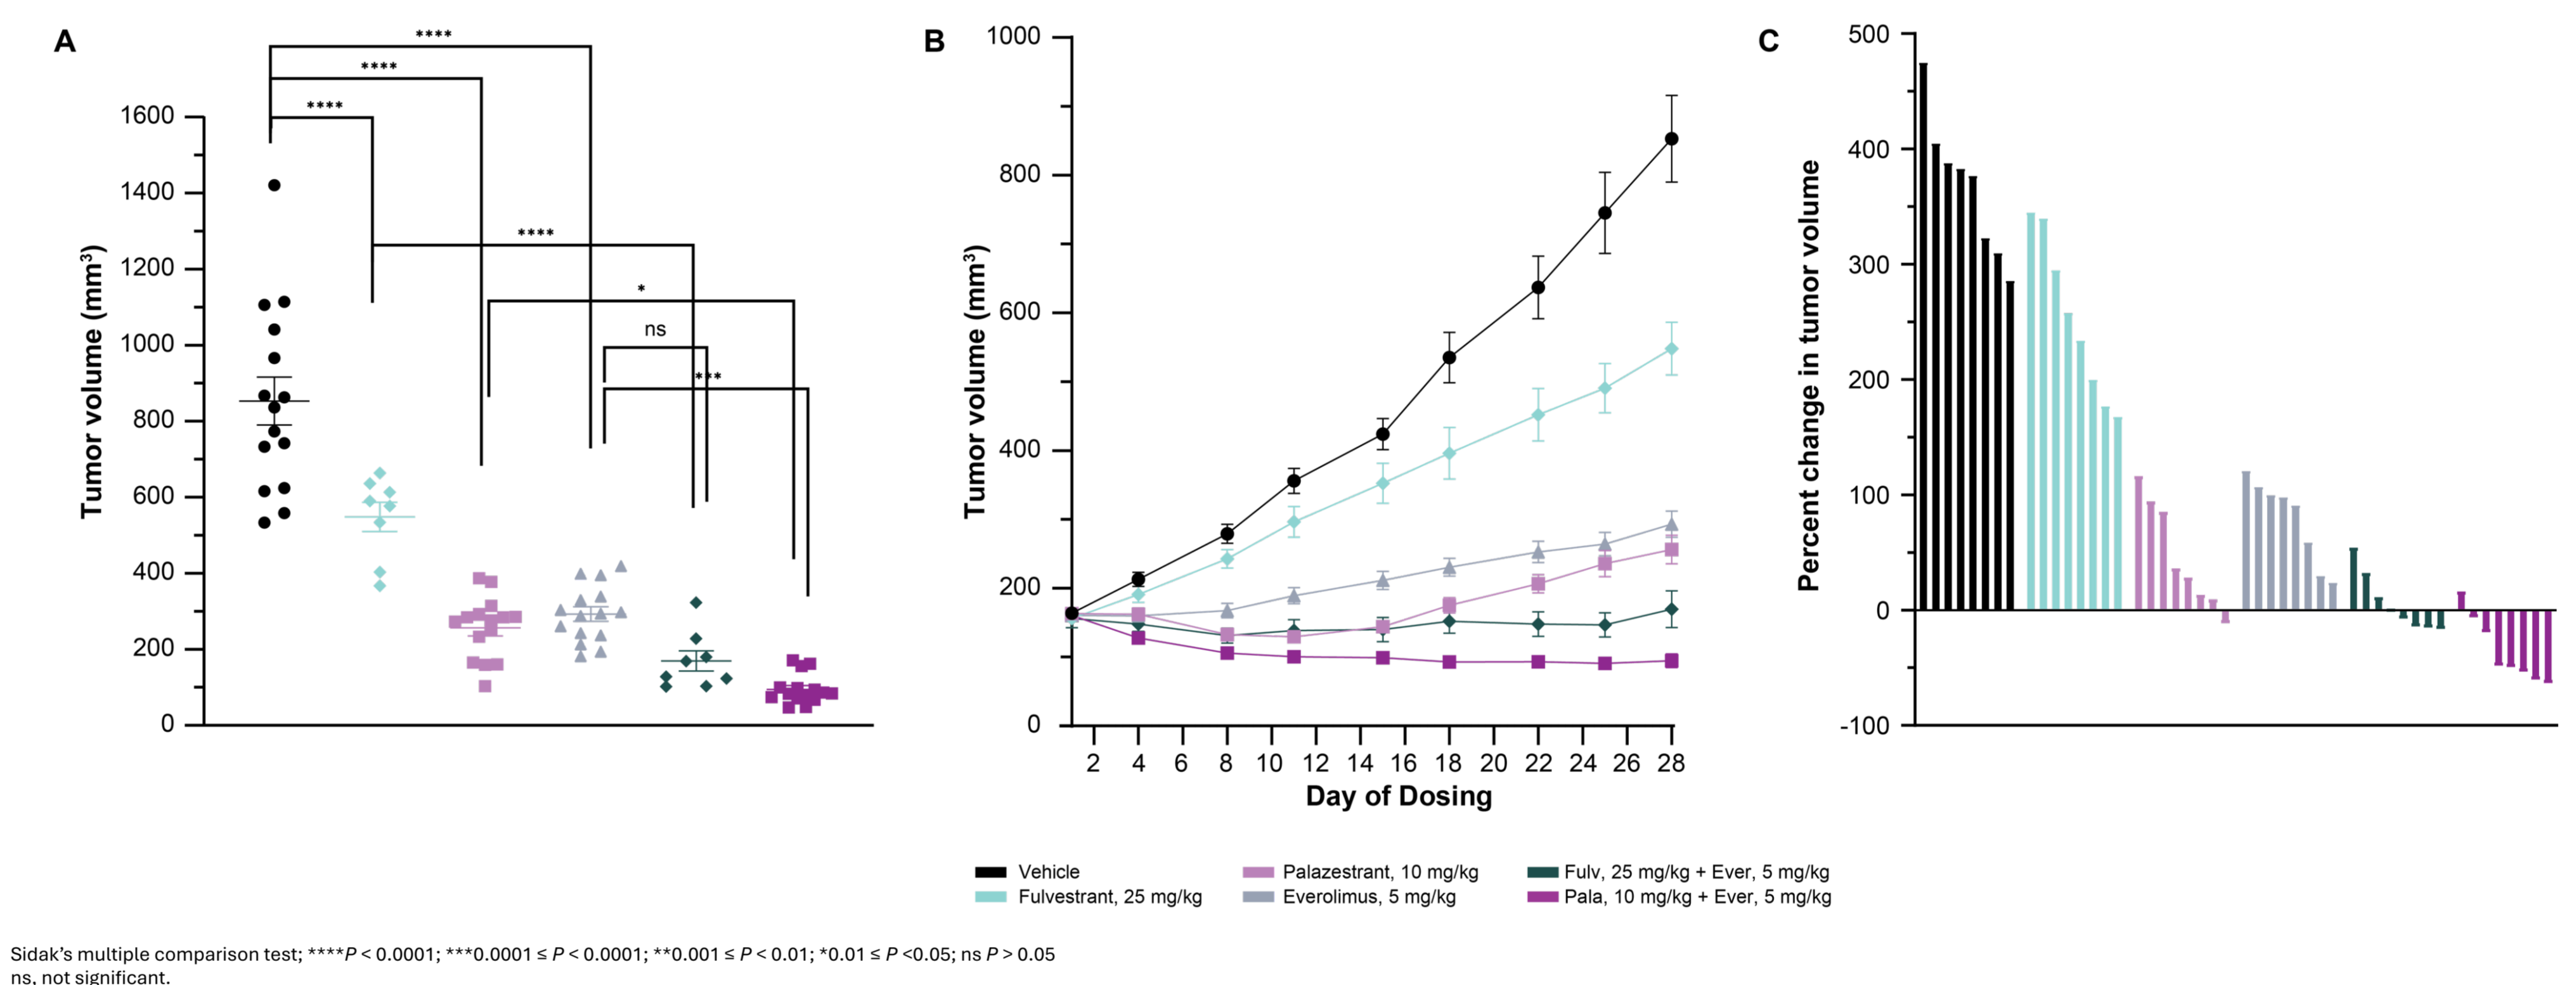 A
****
****
****
****
*
ns
***
Tumor volume (mm³)
1600
1400
1200
1000
800
600
400
200
0
B
Tumor volume (mm³)
1000
800
600
400
200
0
2 4 6 8 10 12 14 16 18 20 22 24 26 28
Day of Dosing
C
Percent change in tumor volume
500
400
300
200
100
0
-100
Vehicle
Fulvestrant, 25 mg/kg
Palazestrant, 10 mg/kg
Everolimus, 5 mg/kg
Fulv, 25 mg/kg + Ever, 5 mg/kg
Pala, 10 mg/kg + Ever, 5 mg/kg
Sidak’s multiple comparison test; ****P < 0.0001; ***0.0001 ≤ P < 0.0001; **0.001 ≤ P < 0.01; *0.01 ≤ P <0.05; ns P > 0.05
ns, not significant.